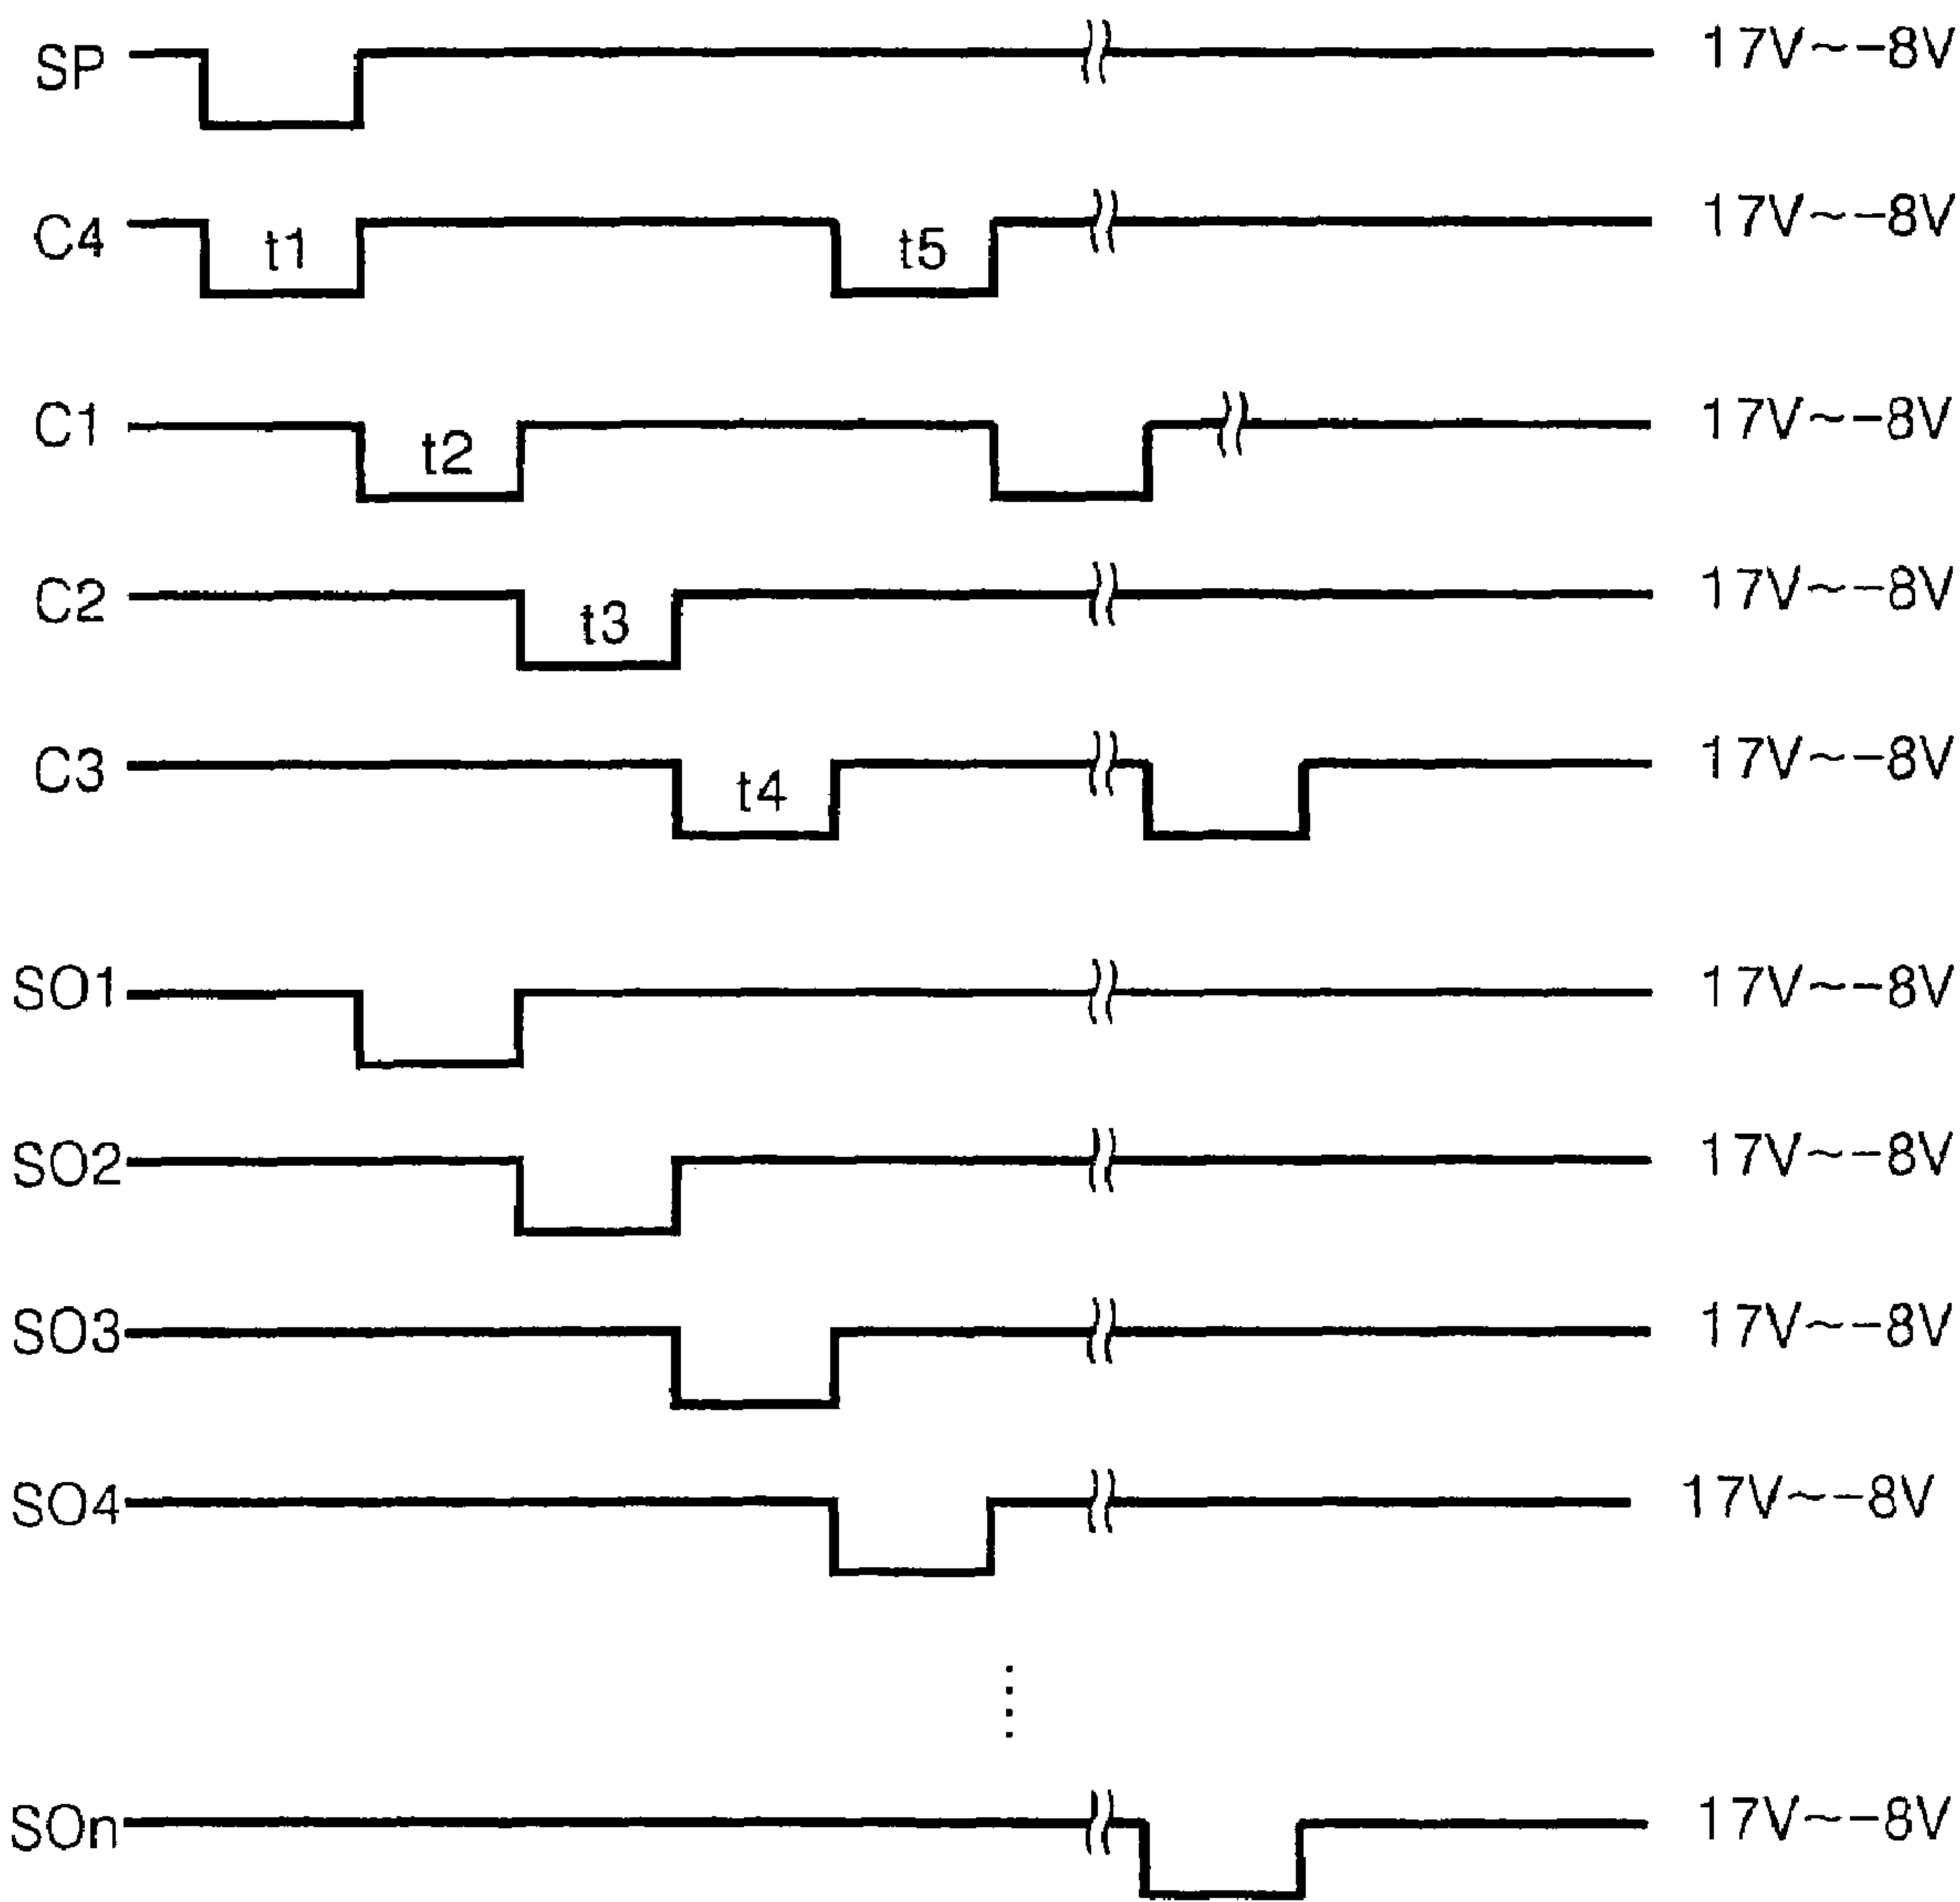 SP 17V~-8V
C4 t1 t5 17V~-8V
C1 t2 17V~-8V
C2 t3 17V~-8V
C3 t4 17V~-8V
SO1 17V~-8V
SO2 17V~-8V
SO3 17V~-8V
SO4 17V~-8V
SOn 17V~-8V